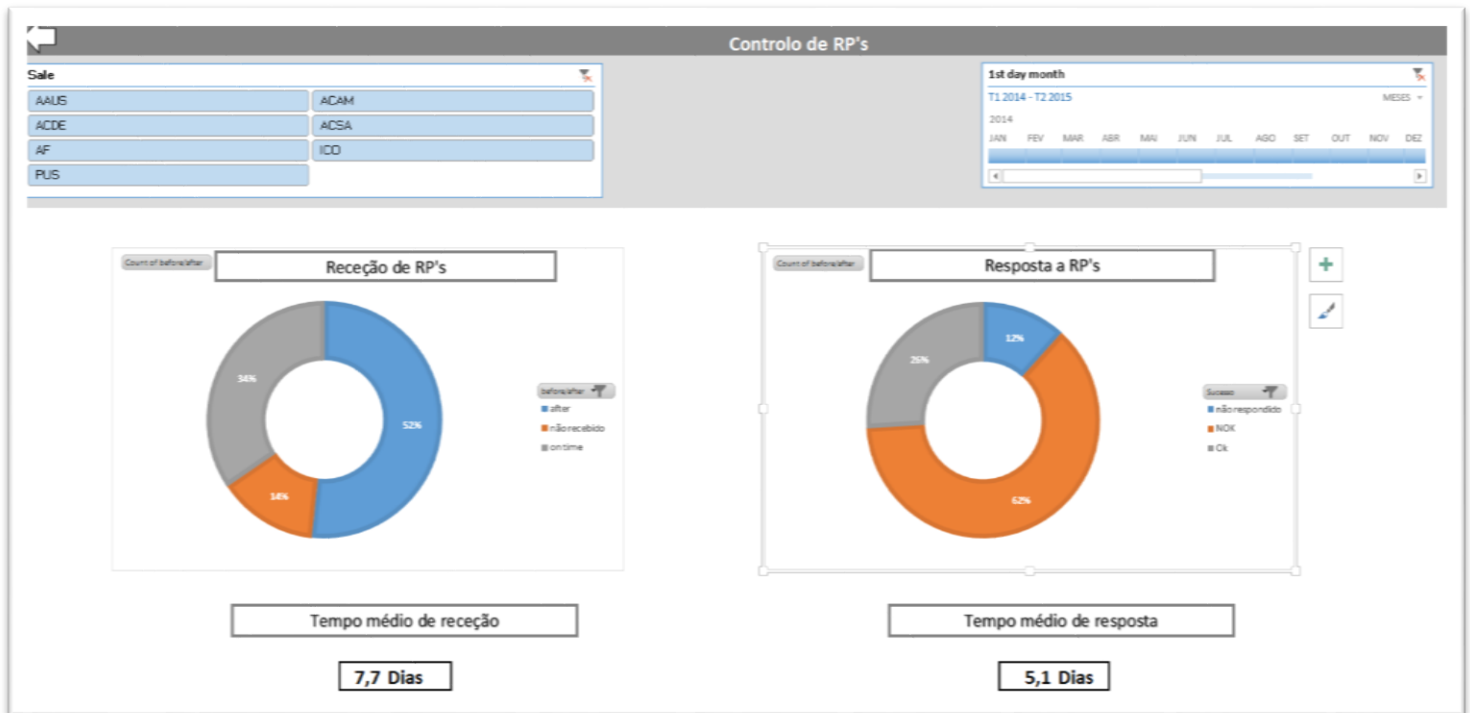 Controlo de RP's
Sale
AAUS
ACAM
ACDE
ACSA
AF
ICO
PUS
1st day month
T1 2014 - T2 2015
MESES
2014
JAN FEV MAR ABR MAI JUN JUL AGO SET OUT NOV DEZ
Count of before/after
Receção de RP's
34%
52%
14%
before/after
after
não recebido
on time
Count of before/after
Resposta a RP's
12%
26%
62%
Sucesso
não respondido
NOK
Ok
Tempo médio de receção
7,7 Dias
Tempo médio de resposta
5,1 Dias